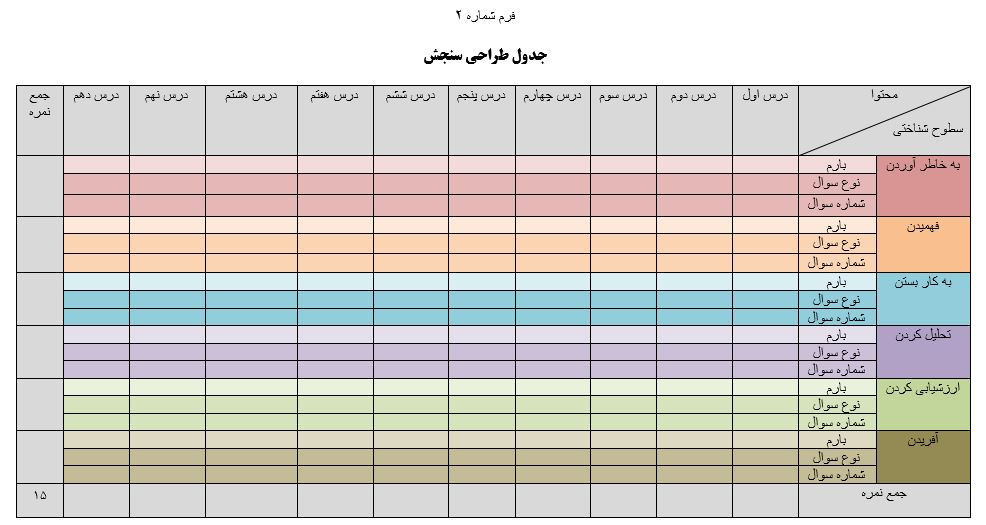 فرم شماره ۲
جدول طراحی سنجش
محتوا
سطوح شناختی
درس اول
درس دوم
درس سوم
درس چهارم
درس پنجم
درس ششم
درس هفتم
درس هشتم
درس نهم
درس دهم
جمع
نمره
به خاطر آوردن
بارم
نوع سوال
شماره سوال
فهمیدن
بارم
نوع سوال
شماره سوال
به کار بستن
بارم
نوع سوال
شماره سوال
تحلیل کردن
بارم
نوع سوال
شماره سوال
ارزشیابی کردن
بارم
نوع سوال
شماره سوال
آفریدن
بارم
نوع سوال
شماره سوال
جمع نمره
۱۵